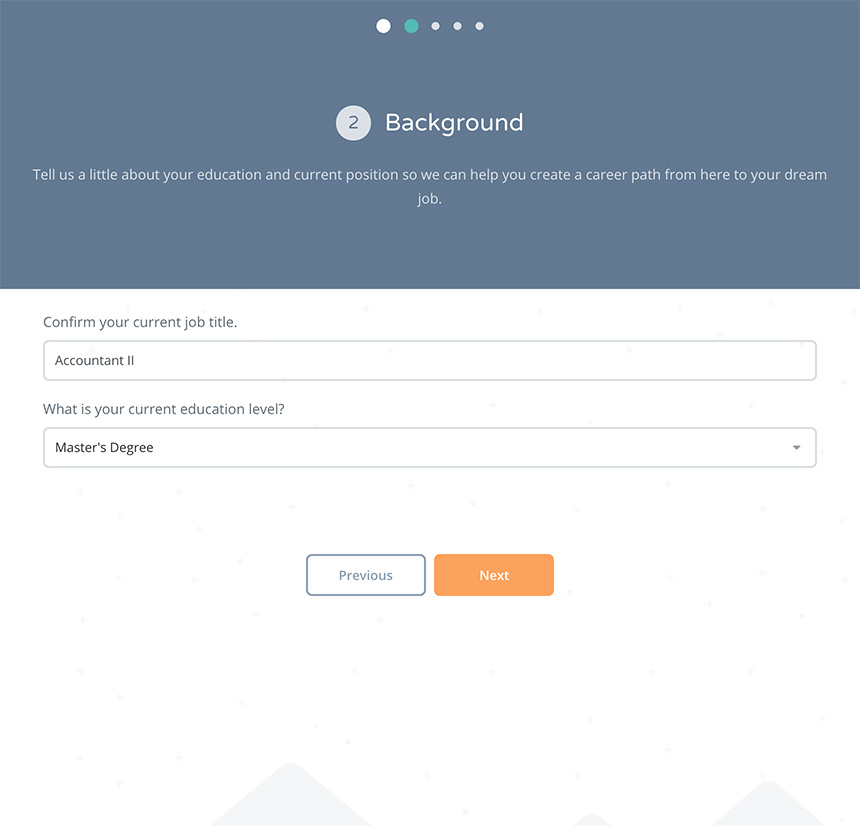 2 Background
Tell us a little about your education and current position so we can help you create a career path from here to your dream
job.
Confirm your current job title.
Accountant II
What is your current education level?
Master's Degree
Previous Next